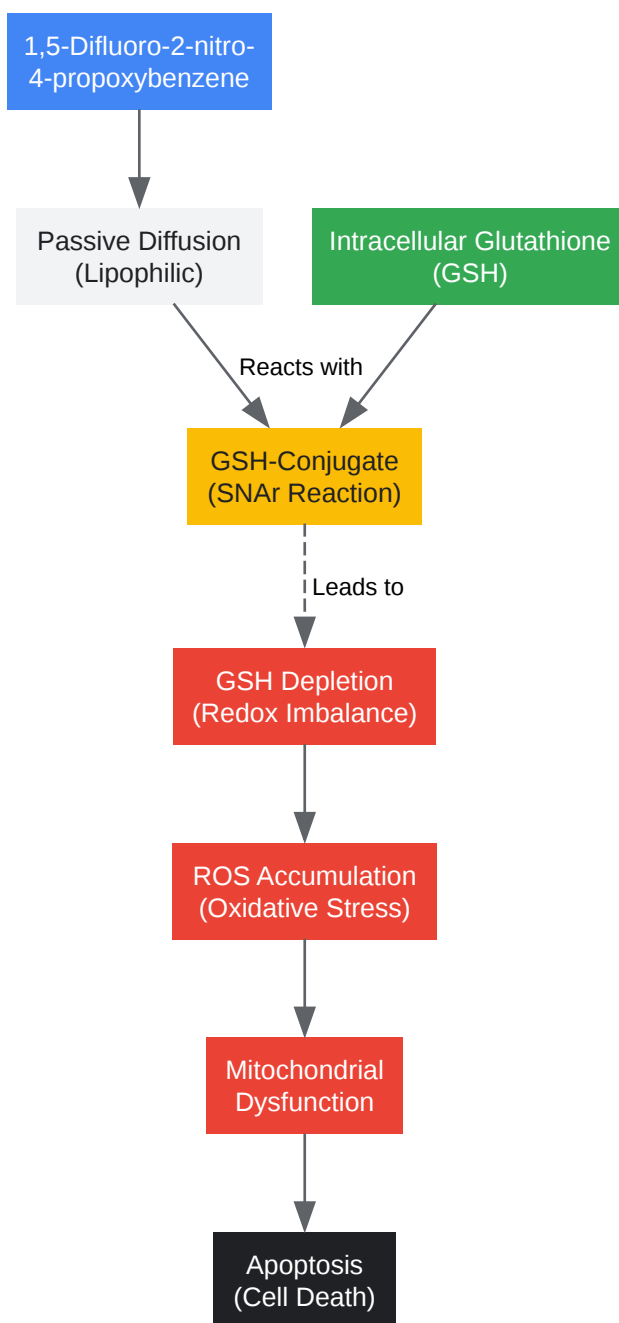 1,5-Difluoro-2-nitro-
4-propoxybenzene
Passive Diffusion
(Lipophilic)
Intracellular Glutathione
(GSH)
Reacts with
GSH-Conjugate
(SNAr Reaction)
Leads to
GSH Depletion
(Redox Imbalance)
ROS Accumulation
(Oxidative Stress)
Mitochondrial
Dysfunction
Apoptosis
(Cell Death)